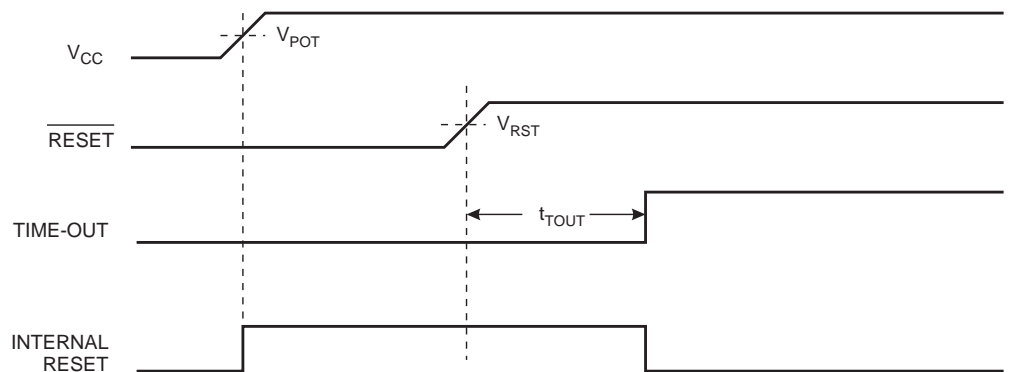 VCC
VPOT
RESET
VRST
TIME-OUT
tTOUT
INTERNAL
RESET